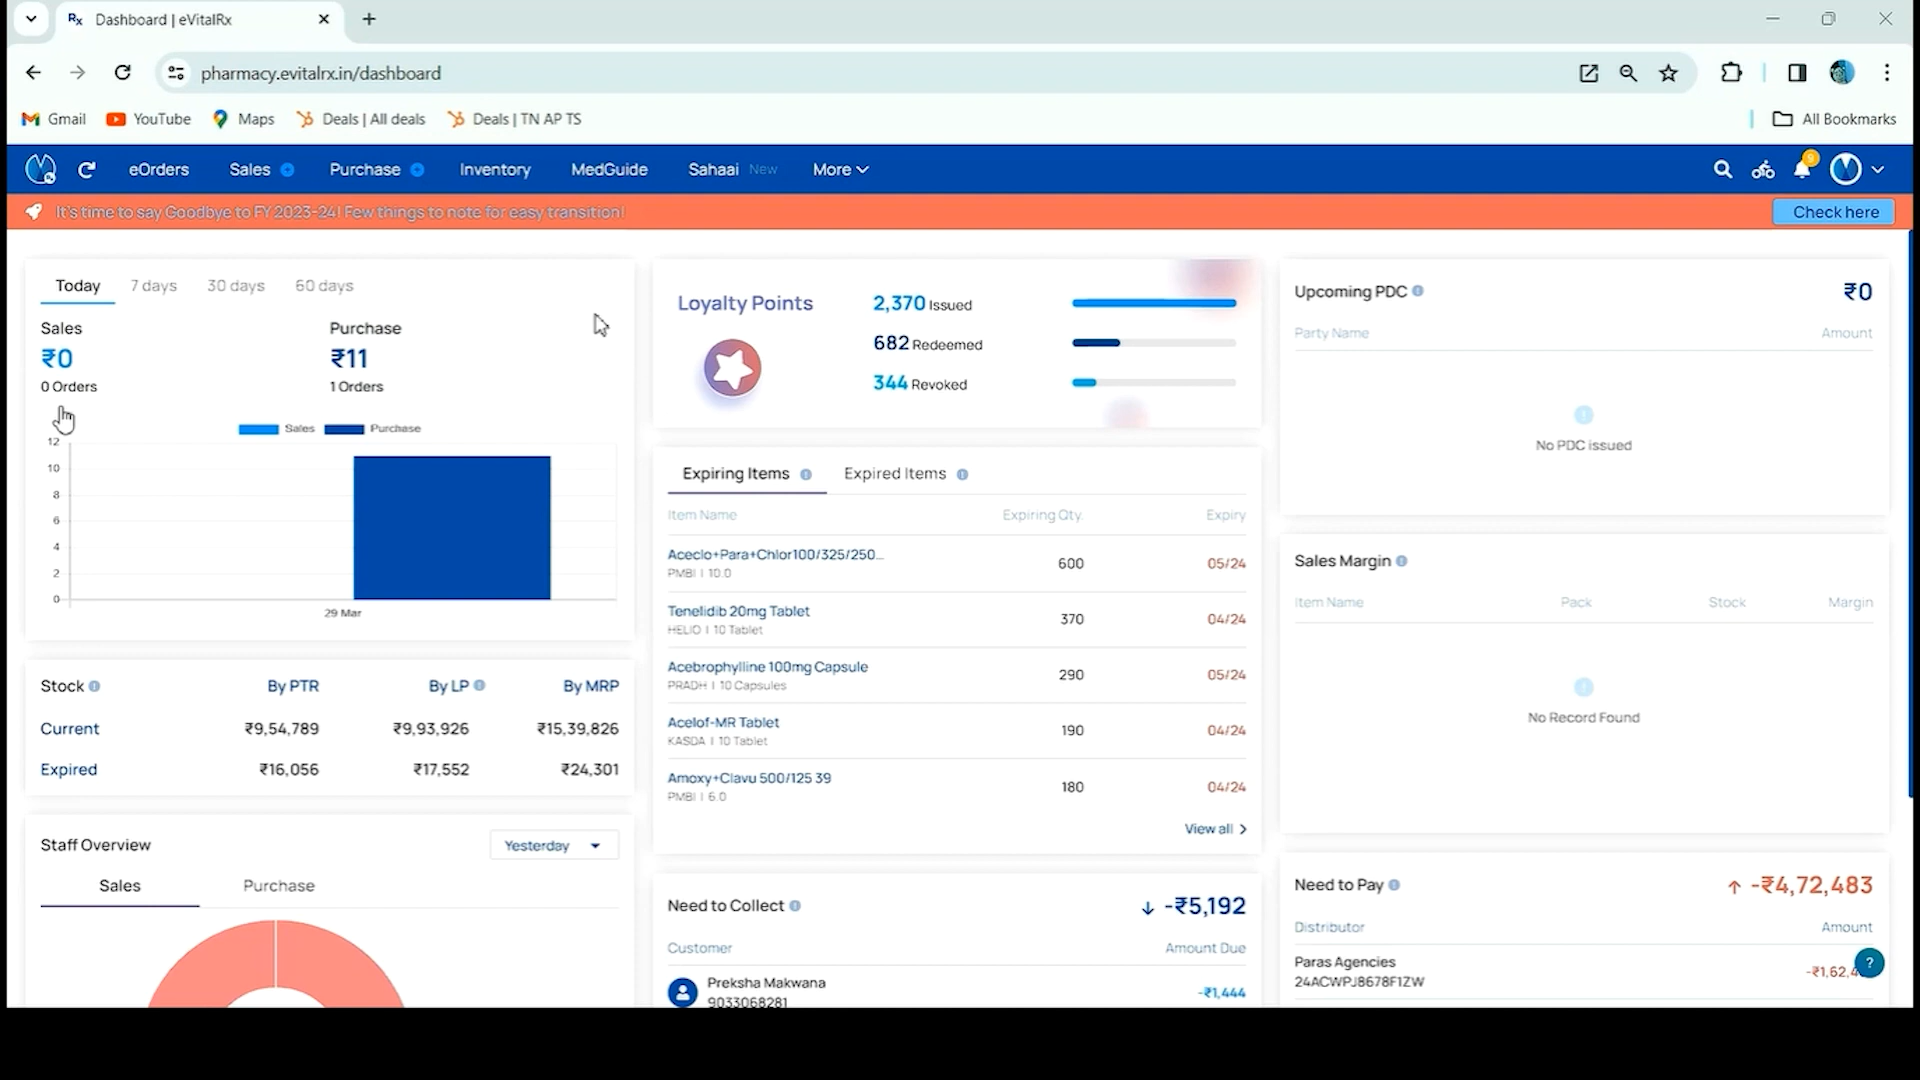 Rx Dashboard | eVitalRx
pharmacy.evitalrx.in/dashboard
Gmail YouTube Maps Deals | All deals Deals | TN AP TS All Bookmarks
eOrders Sales Purchase Inventory MedGuide Sahaai New More 9
It's time to say Goodbye to FY 2023-24! Few things to note for easy transition! Check here
Today 7 days 30 days 60 days
Sales Purchase
₹0 ₹11
0 Orders 1 Orders
Sales Purchase
12
10
8
6
4
2
0
29 Mar
Stock By PTR By LP By MRP
Current ₹9,54,789 ₹9,93,926 ₹15,39,826
Expired ₹16,056 ₹17,552 ₹24,301
Staff Overview Yesterday
Sales Purchase
Loyalty Points 2,370 Issued
682 Redeemed
344 Revoked
Expiring Items Expired Items
Item Name Expiring Qty. Expiry
Aceclo+Para+Chlor100/325/250... 600 05/24
PMBI | 10.0
Tenelidib 20mg Tablet 370 04/24
HELIO | 10 Tablet
Acebrophylline 100mg Capsule 290 05/24
PRADH | 10 Capsules
Acelof-MR Tablet 190 04/24
KASDA | 10 Tablet
Amoxy+Clavu 500/125 39 180 04/24
PMBI | 6.0
View all
Need to Collect -₹5,192
Customer Amount Due
Preksha Makwana -₹1,444
9033068281
Upcoming PDC ₹0
Party Name Amount
No PDC issued
Sales Margin
Item Name Pack Stock Margin
No Record Found
Need to Pay -₹4,72,483
Distributor Amount
Paras Agencies -₹1,62,4
24ACWPJ8678F1ZW
?